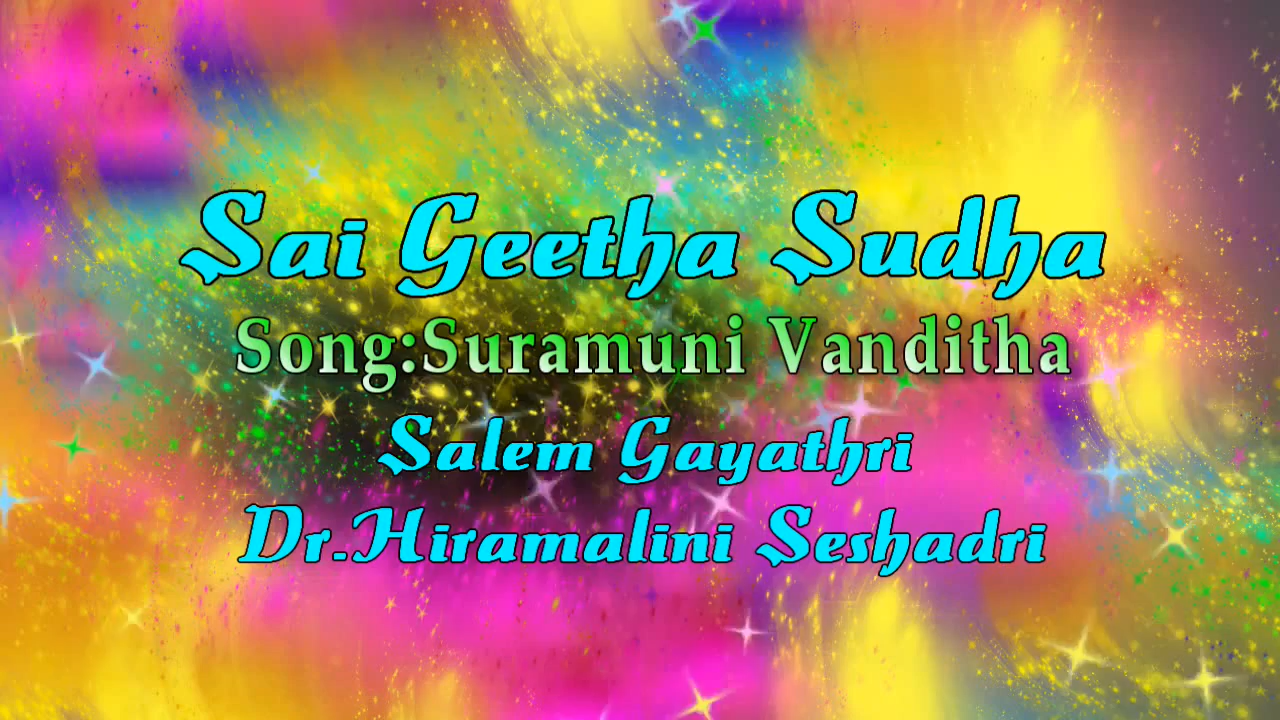 Sai Geetha Sudha
Song:Suramuni Vanditha
Salem Gayathri
Dr.Hiramalini Seshadri